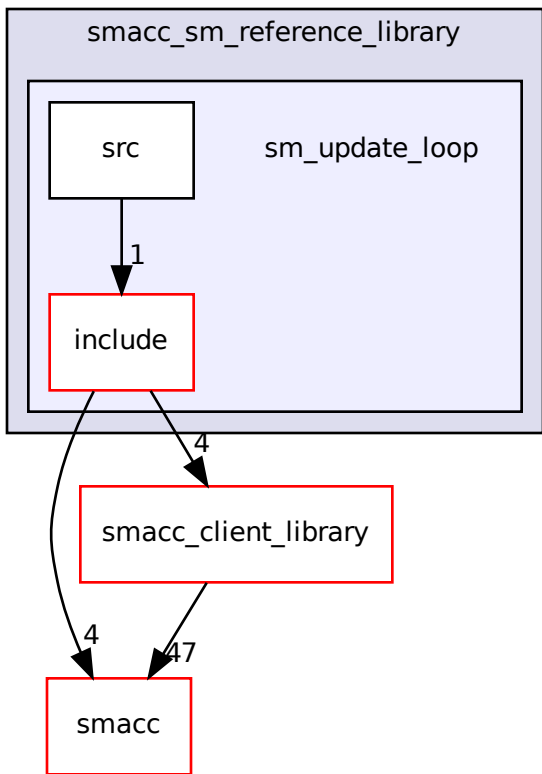 smacc_sm_reference_library
src
sm_update_loop
1
include
4
smacc_client_library
4
47
smacc